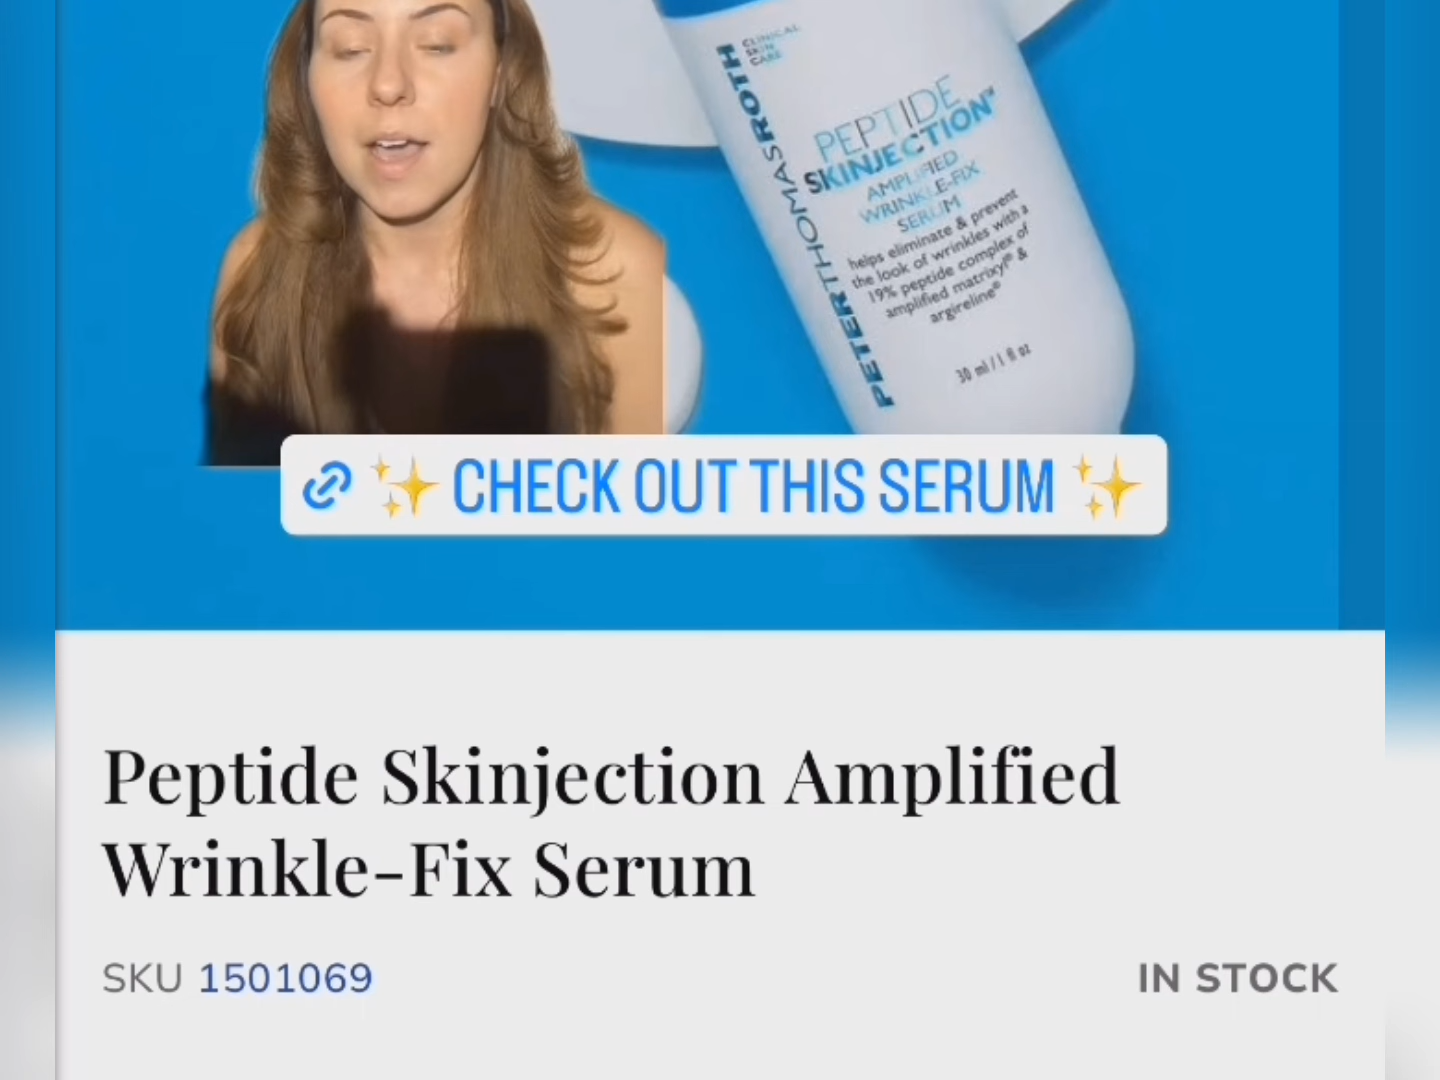 CLINICAL
SKIN
CARE
PETERTHOMASROTH
PEPTIDE
SKINJECTION™
AMPLIFIED
WRINKLE-FIX
SERUM
helps eliminate & prevent
the look of wrinkles with a
19% peptide complex of
amplified matrixyl® &
argireline®
30 ml / 1 fl oz
✨ CHECK OUT THIS SERUM ✨
Peptide Skinjection Amplified
Wrinkle-Fix Serum
SKU 1501069
IN STOCK